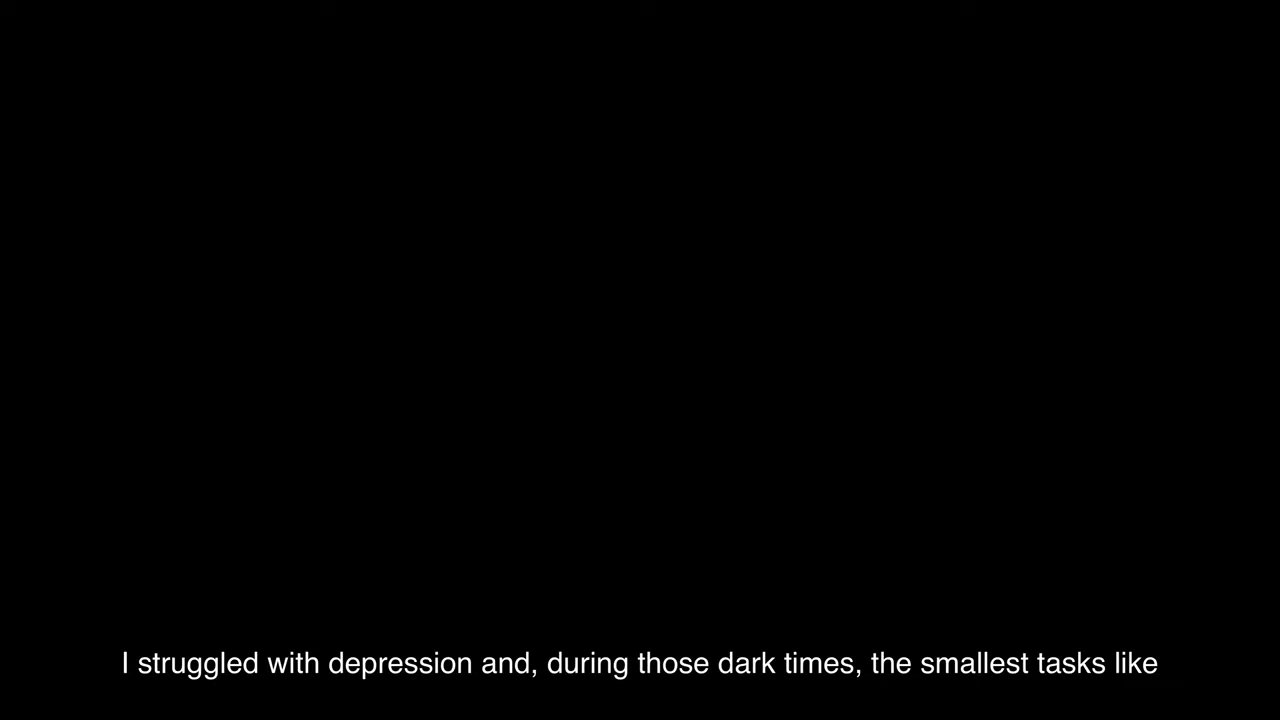 I struggled with depression and, during those dark times, the smallest tasks like